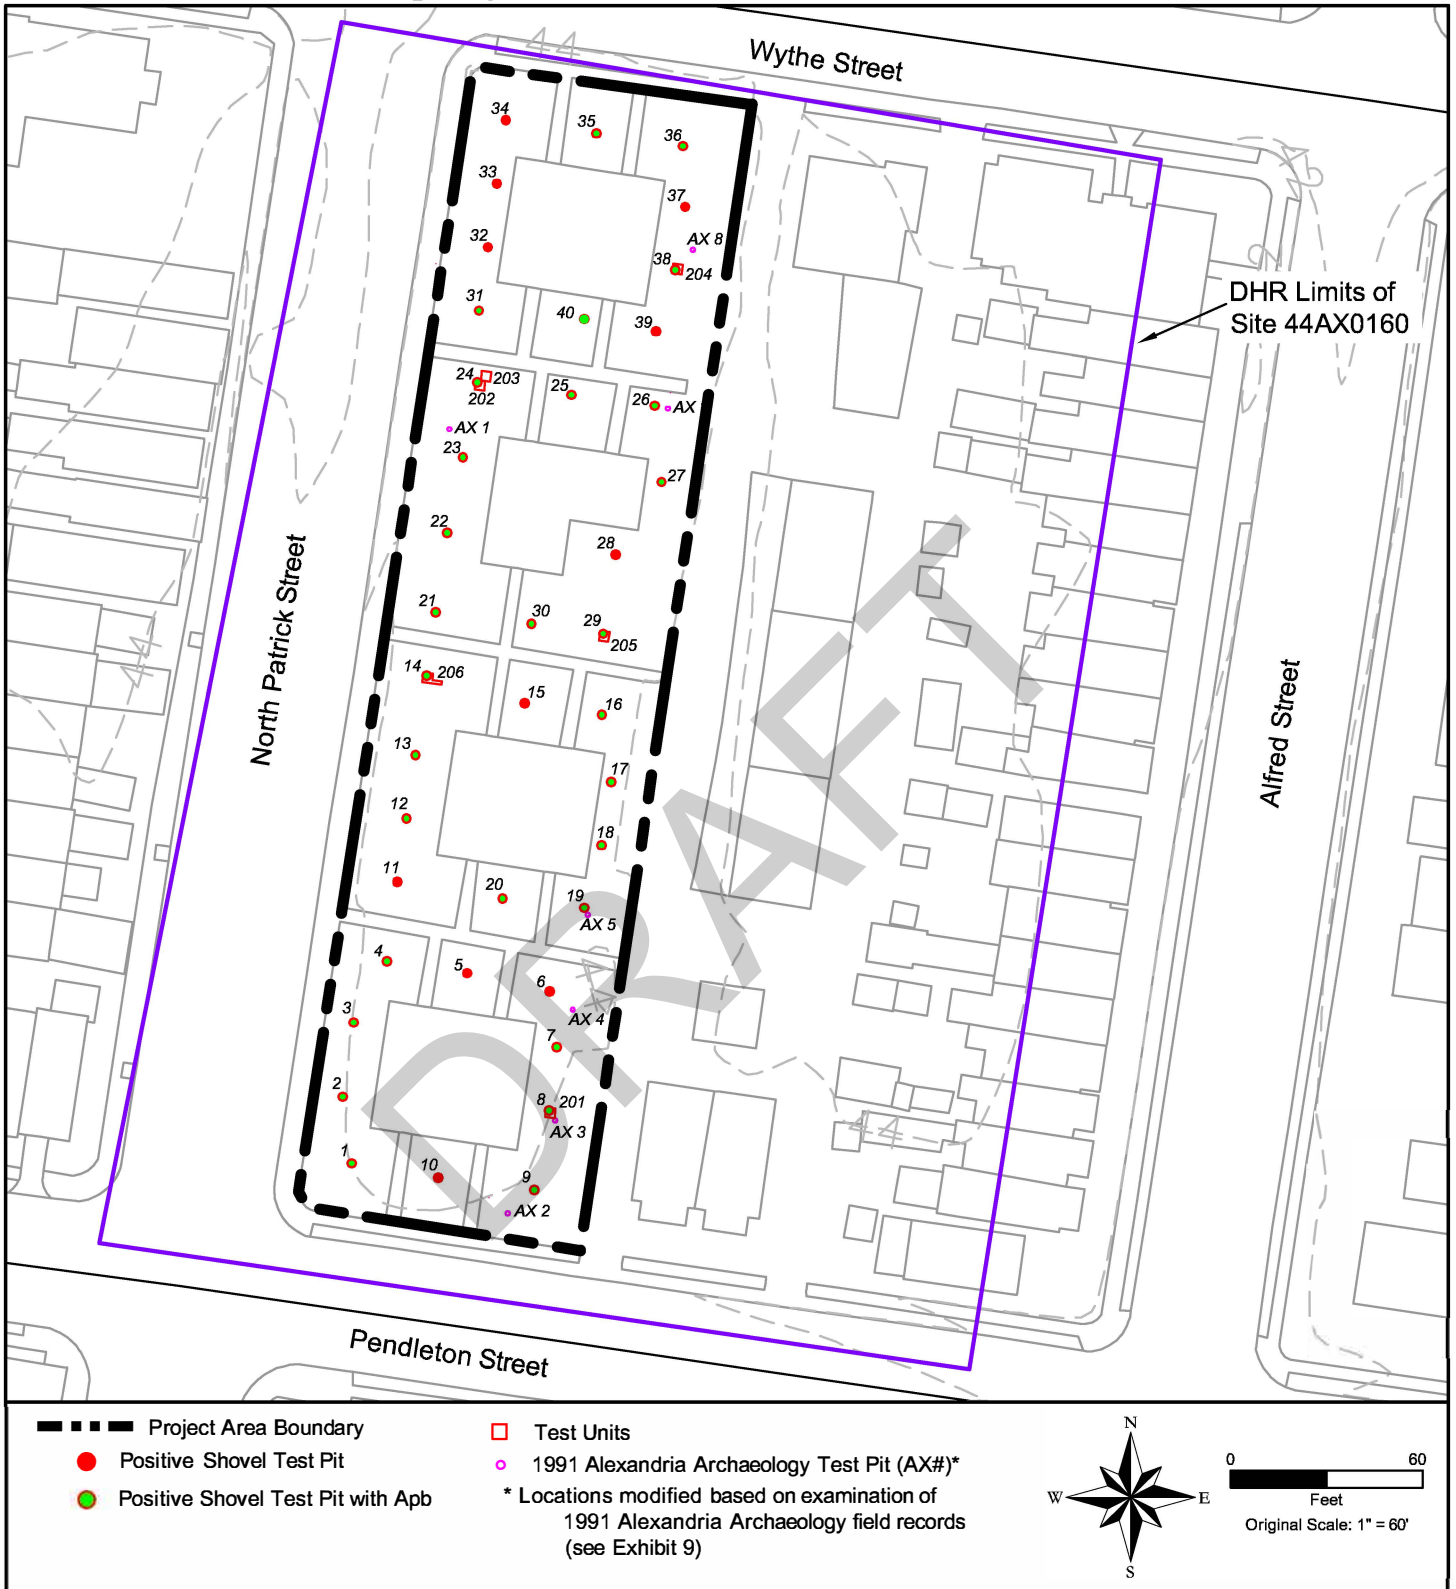 Wythe Street
44
34
35
36
33
37
AX 8
32
38
204
DHR Limits of
Site 44AX0160
31
40
39
24
203
202
25
26
AX
AX 1
23
27
22
28
North Patrick Street
21
30
29
205
44
14
206
15
16
13
17
12
18
Alfred Street
11
20
19
AX 5
4
5
6
44
AX 4
3
7
2
8
201
AX 3
44
1
10
9
AX 2
DRAFT
Pendleton Street
Project Area Boundary
Positive Shovel Test Pit
Positive Shovel Test Pit with Apb
Test Units
1991 Alexandria Archaeology Test Pit (AX#)*
* Locations modified based on examination of
1991 Alexandria Archaeology field records
(see Exhibit 9)
N
W
E
S
0
60
Feet
Original Scale: 1" = 60'